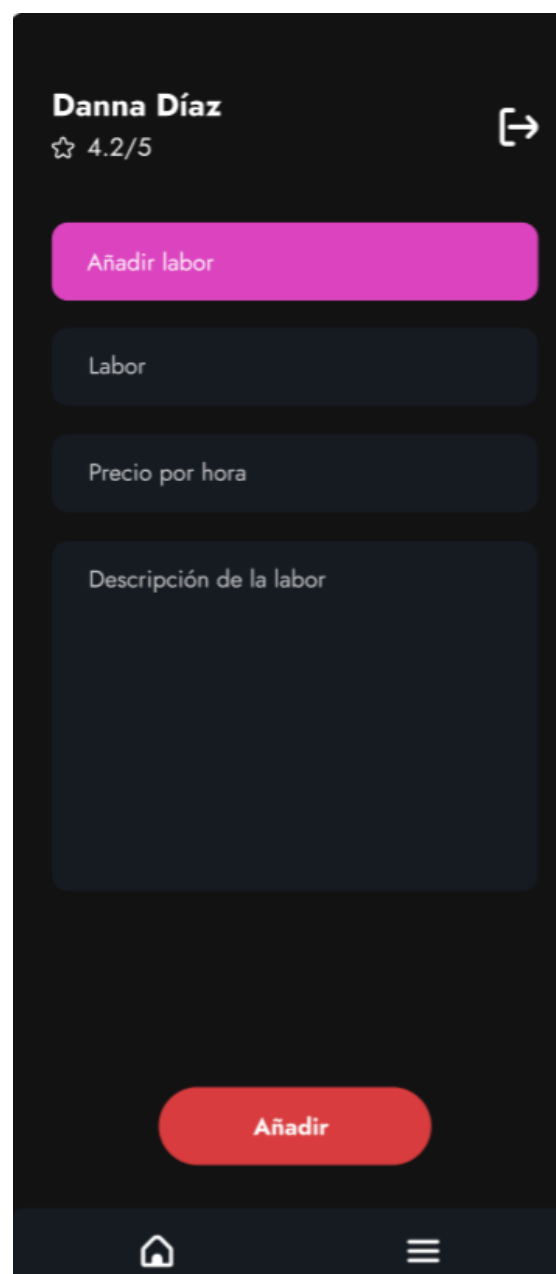 Danna Díaz
4.2/5
Añadir labor
Labor
Precio por hora
Descripción de la labor
Añadir